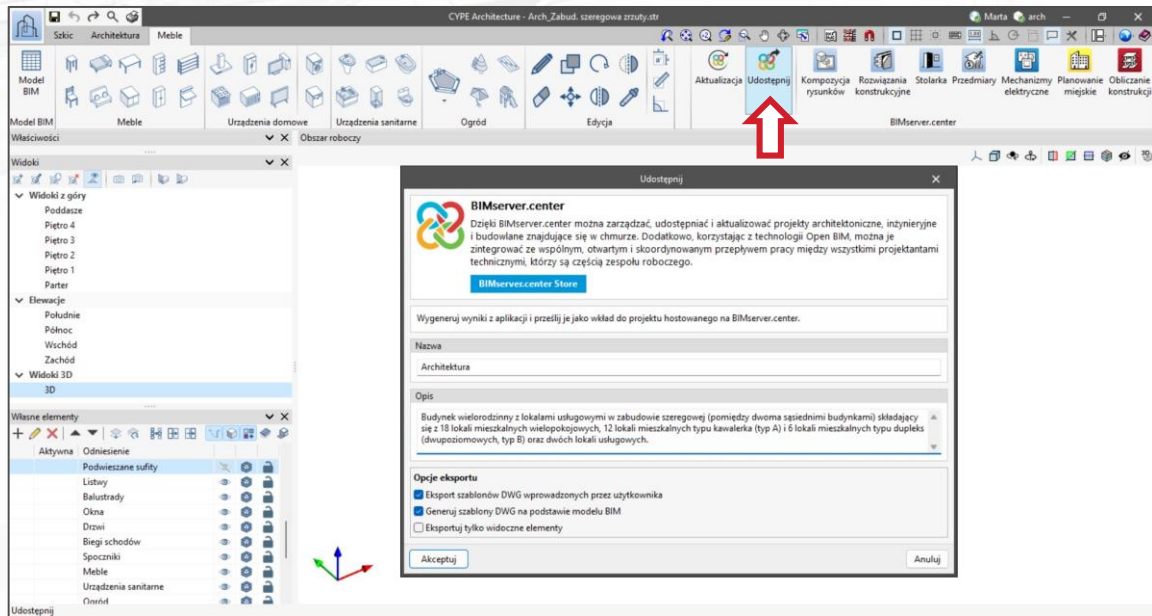 CYPE Architecture - Arch_Zabud. szeregowa zrzuty.str
Marta arch
Szkic Architektura Meble
Model BIM
Aktualizacja Udostępnij Kompozycja rysunków Rozwiązania konstrukcyjne Stolarka Przedmiary Mechanizmy elektryczne Planowanie miejskie Obliczanie konstrukcji
Model BIM Meble Urządzenia domowe Urządzenia sanitarne Ogród Edycja BIMserver.center
Właściwości
Obszar roboczy
Widoki
Widoki z góry
Poddasze
Piętro 4
Piętro 3
Piętro 2
Piętro 1
Parter
Elewacje
Południe
Północ
Wschód
Zachód
Widoki 3D
3D
Własne elementy
Aktywna Odniesienie
Podwieszane sufity
Listwy
Balustrady
Okna
Drzwi
Biegi schodów
Spoczniki
Meble
Urządzenia sanitarne
Ogród
Udostępnij
Udostępnij
BIMserver.center
Dzięki BIMserver.center można zarządzać, udostępniać i aktualizować projekty architektoniczne, inżynieryjne
i budowlane znajdujące się w chmurze. Dodatkowo, korzystając z technologii Open BIM, można je
zintegrować ze wspólnym, otwartym i skoordynowanym przepływem pracy między wszystkimi projektantami
technicznymi, którzy są częścią zespołu roboczego.
BIMserver.center Store
Wygeneruj wyniki z aplikacji i prześlij je jako wkład do projektu hostowanego na BIMserver.center.
Nazwa
Architektura
Opis
Budynek wielorodzinny z lokalami usługowymi w zabudowie szeregowej (pomiędzy dwoma sąsiednimi budynkami) składający
się z 18 lokali mieszkalnych wielopokojowych, 12 lokali mieszkalnych typu kawalerka (typ A) i 6 lokali mieszkalnych typu dupleks
(dwupoziomowych, typ B) oraz dwóch lokali usługowych.
Opcje eksportu
Eksport szablonów DWG wprowadzonych przez użytkownika
Generuj szablony DWG na podstawie modelu BIM
Eksportuj tylko widoczne elementy
Akceptuj
Anuluj